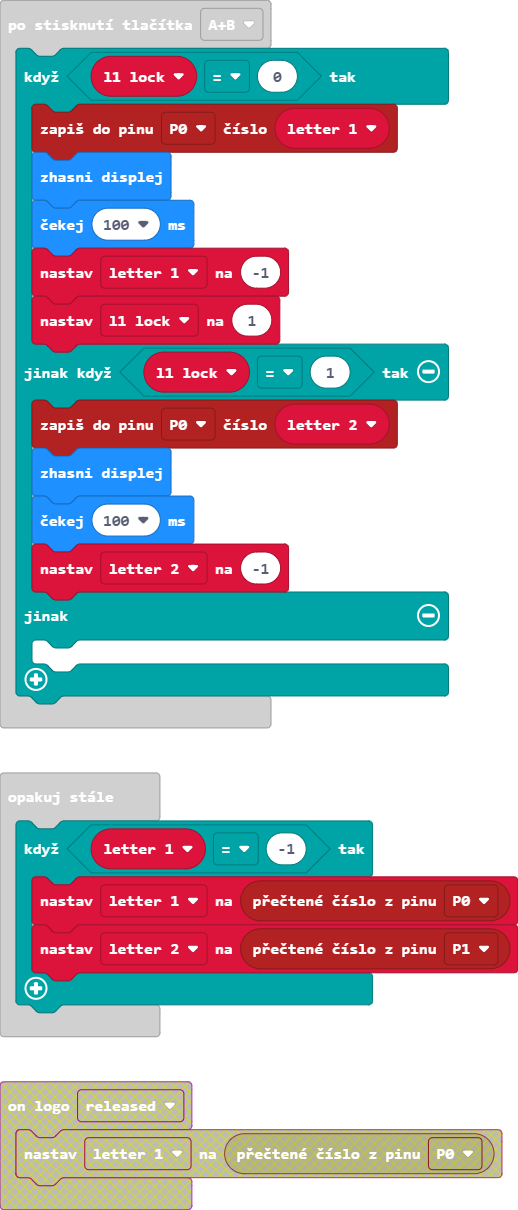 po stisknutí tlačítka A+B
když l1 lock = 0 tak
zapiš do pinu P0 číslo letter 1
zhasni displej
čekej 100 ms
nastav letter 1 na -1
nastav l1 lock na 1
jinak když l1 lock = 1 tak
zapiš do pinu P0 číslo letter 2
zhasni displej
čekej 100 ms
nastav letter 2 na -1
jinak
opakuj stále
když letter 1 = -1 tak
nastav letter 1 na přečtené číslo z pinu P0
nastav letter 2 na přečtené číslo z pinu P1
on logo released
nastav letter 1 na přečtené číslo z pinu P0